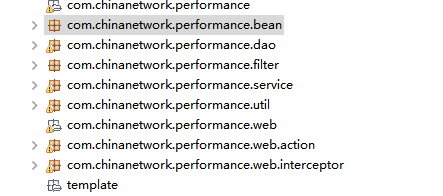 com.chinanetwork.performance
com.chinanetwork.performance.bean
com.chinanetwork.performance.dao
com.chinanetwork.performance.filter
com.chinanetwork.performance.service
com.chinanetwork.performance.util
com.chinanetwork.performance.web
com.chinanetwork.performance.web.action
com.chinanetwork.performance.web.interceptor
template